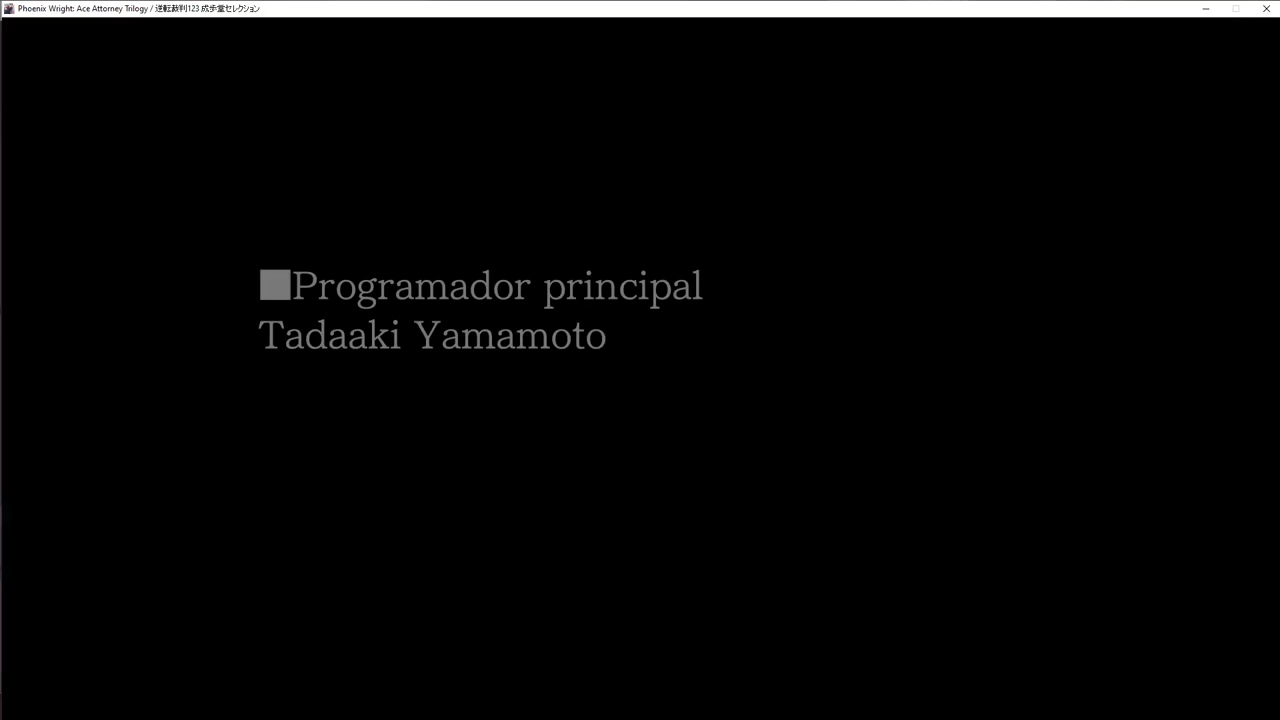 Phoenix Wright: Ace Attorney Trilogy / 逆転裁判123 成歩堂セレクション
■Programador principal
Tadaaki Yamamoto